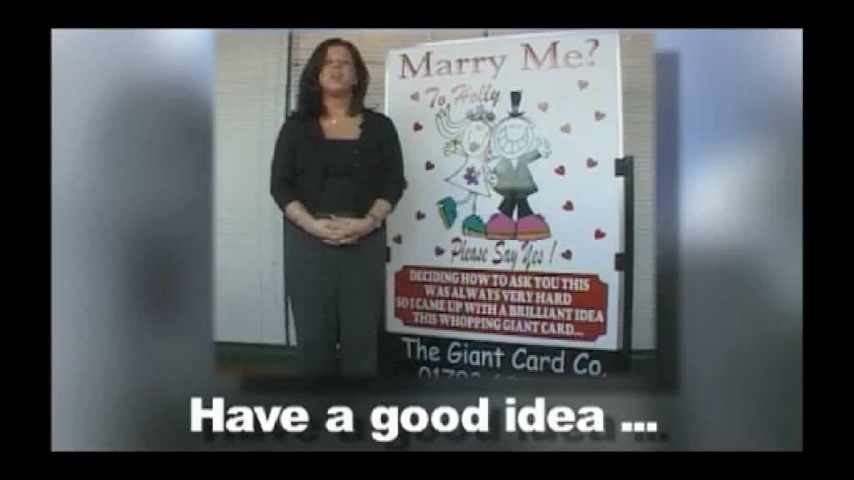 Marry Me?
To Holly
Please Say Yes!
DECIDING HOW TO ASK YOU THIS
WAS ALWAYS VERY HARD
SO I CAME UP WITH A BRILLIANT IDEA
THIS WHOPPING GIANT CARD...
The Giant Card Co.
Have a good idea ...